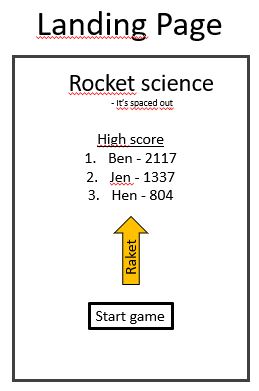 Landing Page
Rocket science
- It's spaced out
High score
1. Ben - 2117
2. Jen - 1337
3. Hen - 804
Raket
Start game